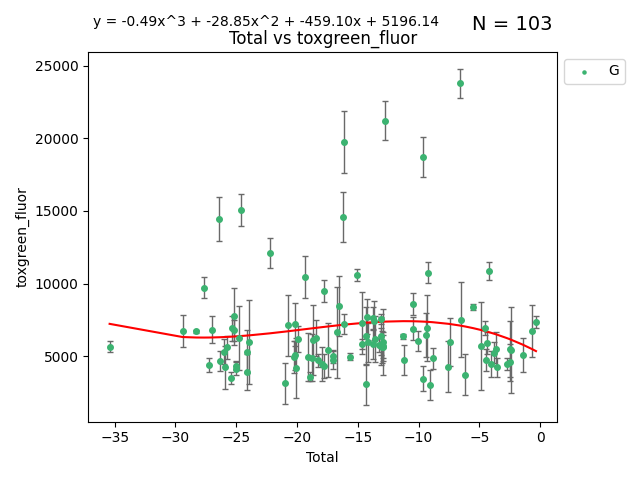 y = -0.49x^3 + -28.85x^2 + -459.10x + 5196.14
N = 103
Total vs toxgreen_fluor
G
25000
20000
15000
10000
5000
toxgreen_fluor
−35 −30 −25 −20 −15 −10 −5 0
Total